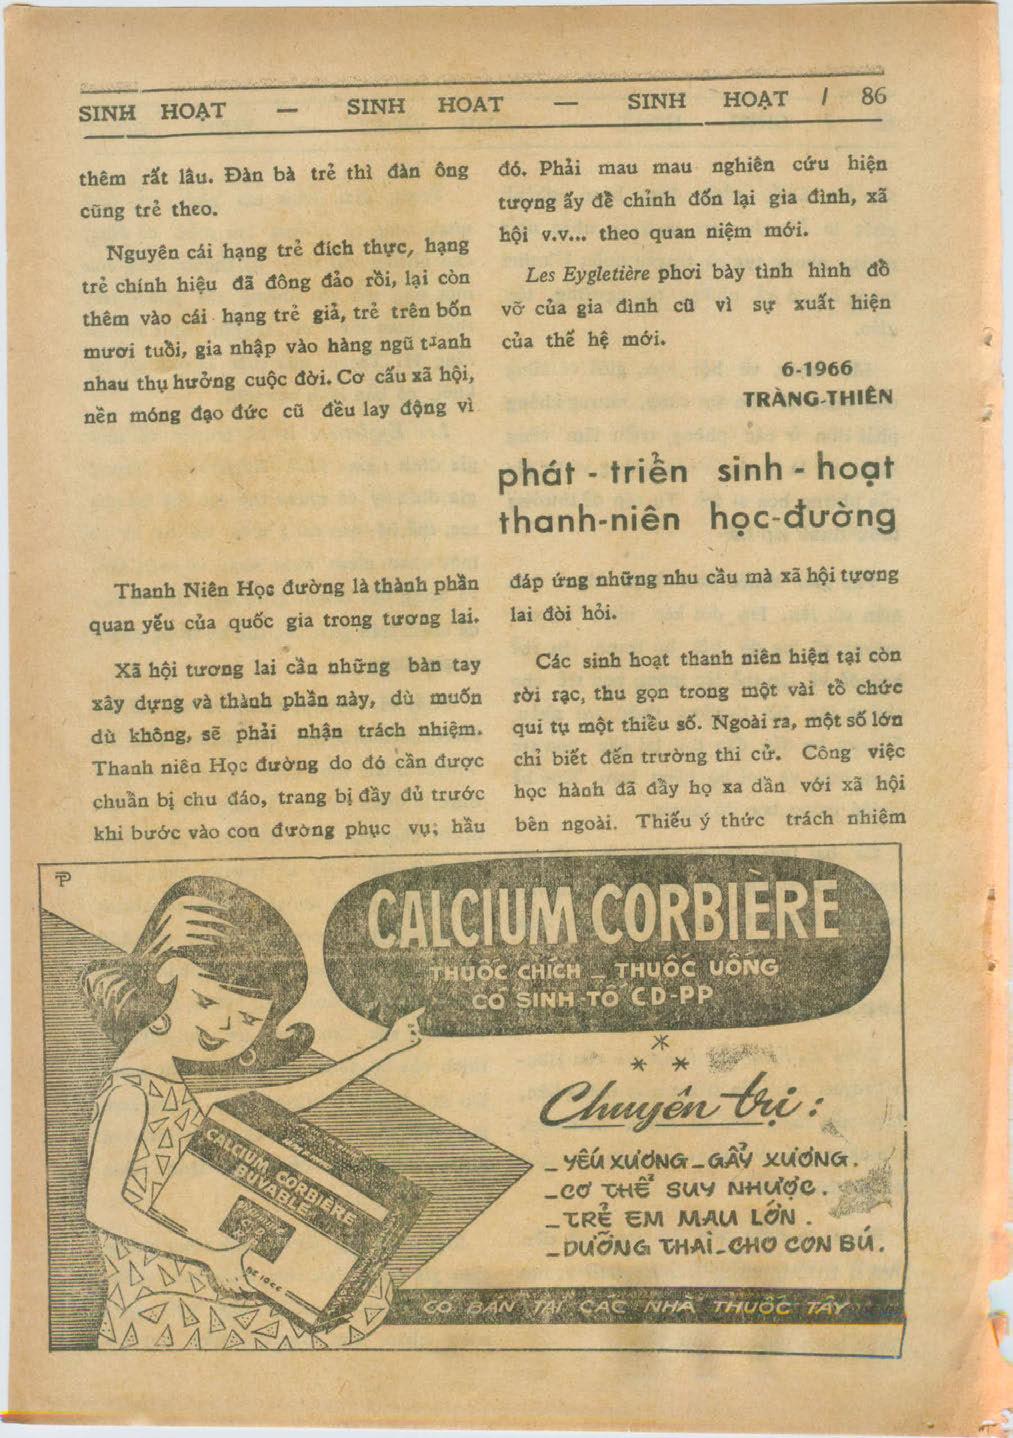 SINH HOẠT — SINH HOAT — SINH HOẠT / 86
thêm rất lâu. Đàn bà trẻ thì đàn ông
cũng trẻ theo.
Nguyên cái hạng trẻ đích thực, hạng
trẻ chính hiệu đã đông đảo rồi, lại còn
thêm vào cái hạng trẻ giả, trẻ trên bốn
mươi tuổi, gia nhập vào hàng ngũ tranh
nhau thụ hưởng cuộc đời. Cơ cấu xã hội,
nền móng đạo đức cũ đều lay động vì
đó. Phải mau mau nghiên cứu hiện
tượng ấy để chỉnh đốn lại gia đình, xã
hội v.v... theo quan niệm mới.
Les Eygletière phơi bày tình hình đổ
vỡ của gia đình cũ vì sự xuất hiện
của thế hệ mới.
6-1966
TRÀNG-THIÊN
phát - triển sinh - hoạt
thanh-niên học-đường
Thanh Niên Học đường là thành phần
quan yếu của quốc gia trong tương lai.
Xã hội tương lai cần những bàn tay
xây dựng và thành phần này, dù muốn
dù không, sẽ phải nhận trách nhiệm.
Thanh niên Học đường do đó cần được
chuẩn bị chu đáo, trang bị đầy đủ trước
khi bước vào con đường phục vụ; hầu
đáp ứng những nhu cầu mà xã hội tương
lai đòi hỏi.
Các sinh hoạt thanh niên hiện tại còn
rời rạc, thu gọn trong một vài tổ chức
qui tụ một thiểu số. Ngoài ra, một số lớn
chỉ biết đến trường thi cử. Công việc
học hành đã đẩy họ xa dần với xã hội
bên ngoài. Thiếu ý thức trách nhiệm
TP
CALCIUM CORBIÈRE
THUỐC CHÍCH _ THUỐC UỐNG
CÓ SINH-TỐ C D-PP
Chuyên trị :
_ YẾU XƯƠNG _ GẨY XƯƠNG.
_ CƠ THỂ SUY NHƯỢC.
_ TRẺ EM MAU LỚN.
_ DƯỠNG THAI _ CHO CON BÚ.
CALCIUM CORBIÈRE
BUVABLE
DE 10CC
CÓ BÁN TẠI CÁC NHÀ THUỐC TÂY